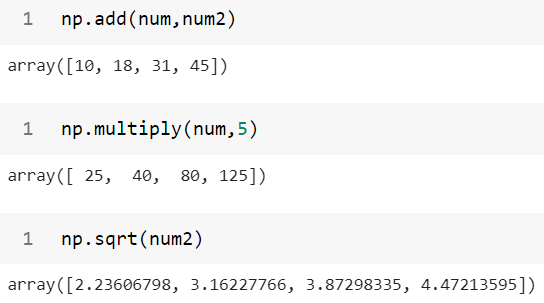 1 np.add(num,num2)
array([10, 18, 31, 45])
1 np.multiply(num,5)
array([ 25,  40,  80, 125])
1 np.sqrt(num2)
array([2.23606798, 3.16227766, 3.87298335, 4.47213595])